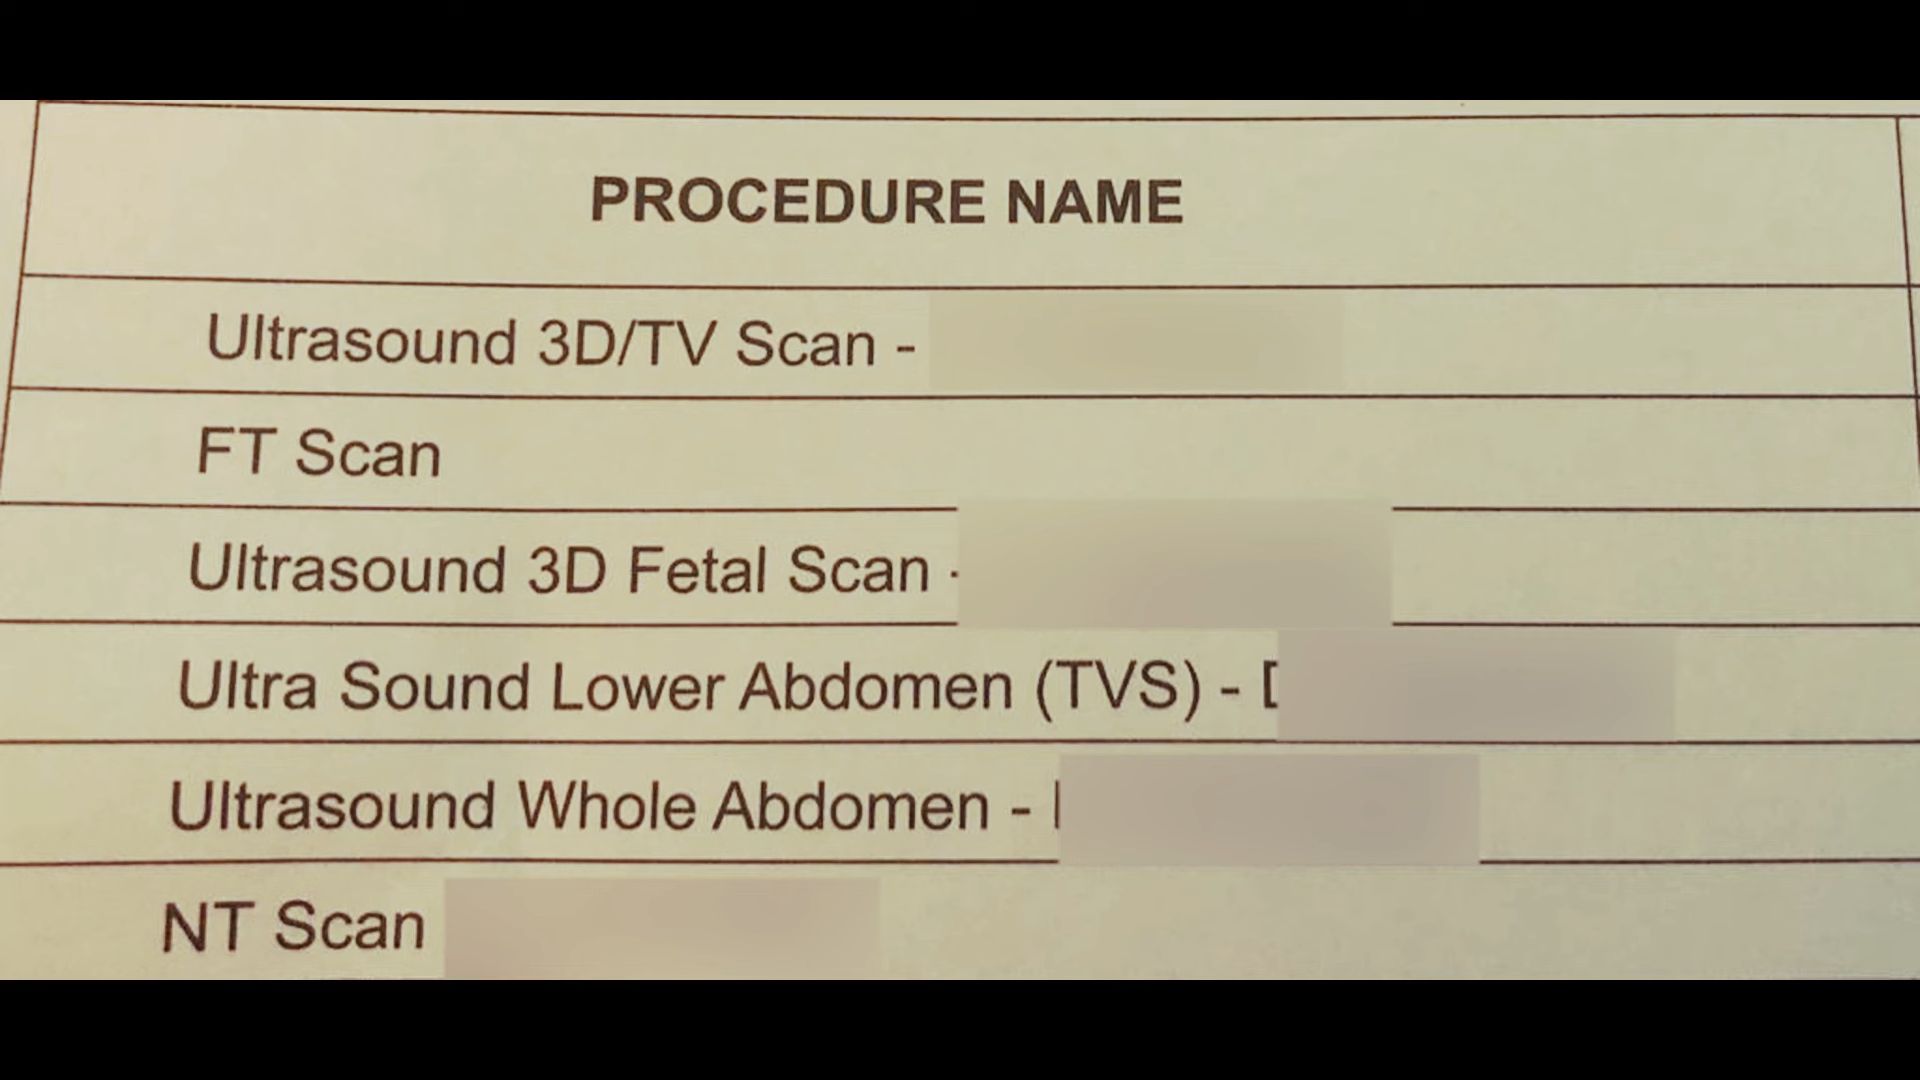 PROCEDURE NAME
Ultrasound 3D/TV Scan -
FT Scan
Ultrasound 3D Fetal Scan -
Ultra Sound Lower Abdomen (TVS) -
Ultrasound Whole Abdomen -
NT Scan